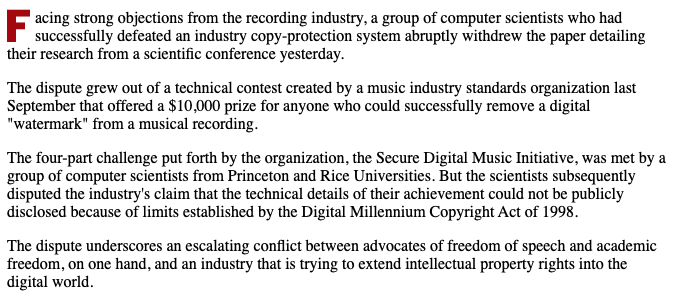 Facing strong objections from the recording industry, a group of computer scientists who had
successfully defeated an industry copy-protection system abruptly withdrew the paper detailing
their research from a scientific conference yesterday.
The dispute grew out of a technical contest created by a music industry standards organization last
September that offered a $10,000 prize for anyone who could successfully remove a digital
"watermark" from a musical recording.
The four-part challenge put forth by the organization, the Secure Digital Music Initiative, was met by a
group of computer scientists from Princeton and Rice Universities. But the scientists subsequently
disputed the industry's claim that the technical details of their achievement could not be publicly
disclosed because of limits established by the Digital Millennium Copyright Act of 1998.
The dispute underscores an escalating conflict between advocates of freedom of speech and academic
freedom, on one hand, and an industry that is trying to extend intellectual property rights into the
digital world.